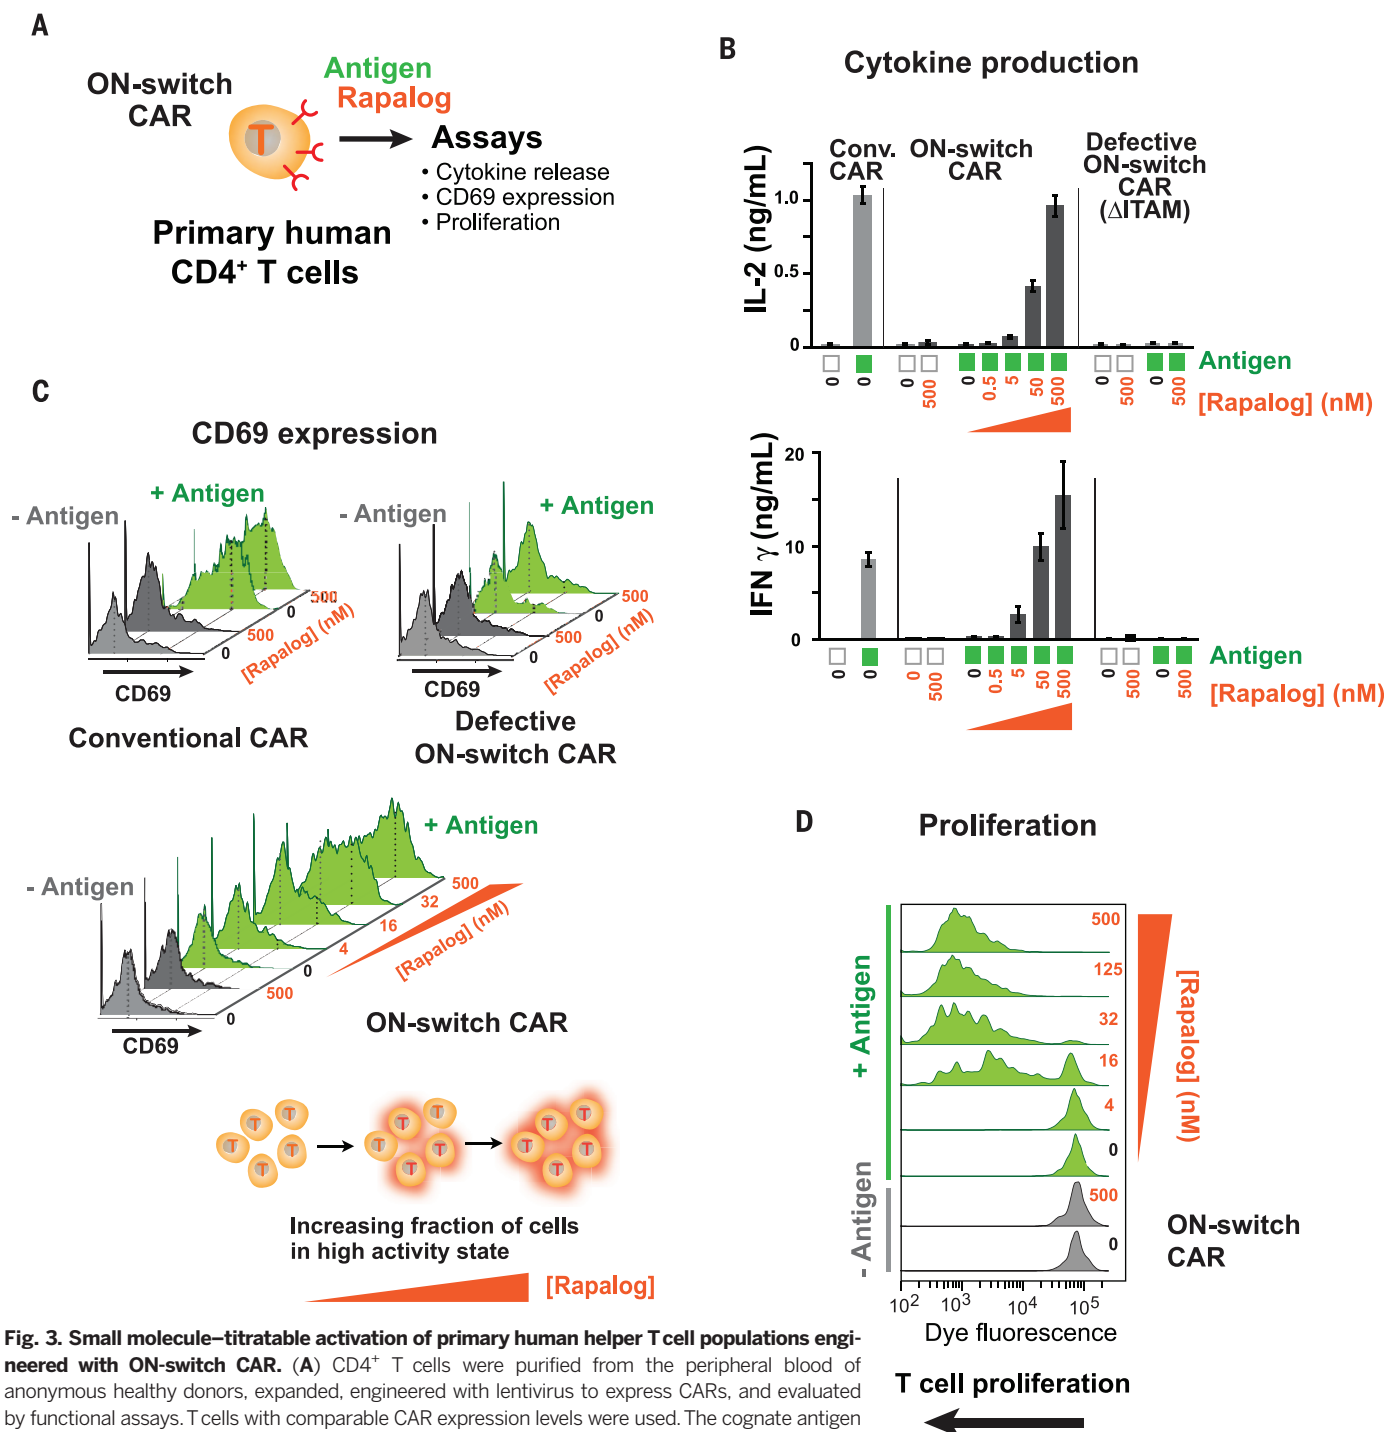 A
ON-switch
CAR
Antigen
Rapalog
T
Assays
• Cytokine release
• CD69 expression
• Proliferation
Primary human
CD4+ T cells
B
Cytokine production
Conv.
CAR
ON-switch
CAR
Defective
ON-switch
CAR
(ΔITAM)
IL-2 (ng/mL)
1.0
0.5
0
Antigen
0 0 0 500 0 0.5 5 50 500 0 500 0 500
[Rapalog] (nM)
IFN γ (ng/mL)
20
10
0
Antigen
0 0 0 500 0 0.5 5 50 500 0 500 0 500
[Rapalog] (nM)
C
CD69 expression
- Antigen
+ Antigen
0 500 0 500
[Rapalog] (nM)
CD69
Conventional CAR
- Antigen
+ Antigen
0 500 0 500
[Rapalog] (nM)
CD69
Defective
ON-switch CAR
- Antigen
+ Antigen
0 500 0 4 16 32 500
[Rapalog] (nM)
CD69
ON-switch CAR
T T T T T
T T T T T
T T T T T
Increasing fraction of cells
in high activity state
[Rapalog]
D
Proliferation
+ Antigen
- Antigen
500
125
32
16
4
0
500
0
[Rapalog] (nM)
ON-switch
CAR
10² 10³ 10⁴ 10⁵
Dye fluorescence
T cell proliferation
Fig. 3. Small molecule–titratable activation of primary human helper T cell populations engi-
neered with ON-switch CAR. (A) CD4+ T cells were purified from the peripheral blood of
anonymous healthy donors, expanded, engineered with lentivirus to express CARs, and evaluated
by functional assays. T cells with comparable CAR expression levels were used. The cognate antigen